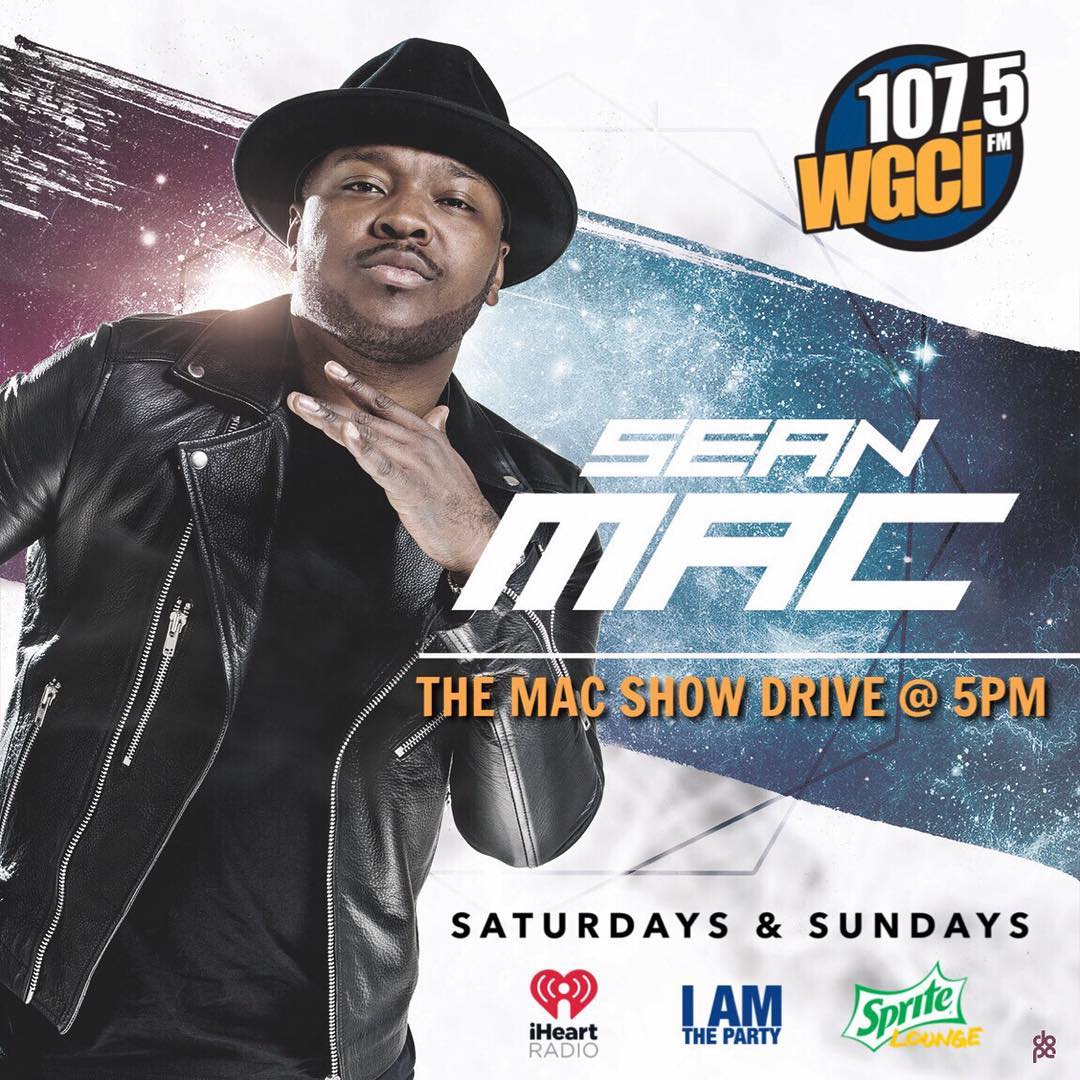 107.5
FM
WGCi
SEAN
MAC
THE MAC SHOW DRIVE @ 5PM
SATURDAYS & SUNDAYS
iHeart
RADIO
I AM
THE PARTY
Sprite
LOUNGE